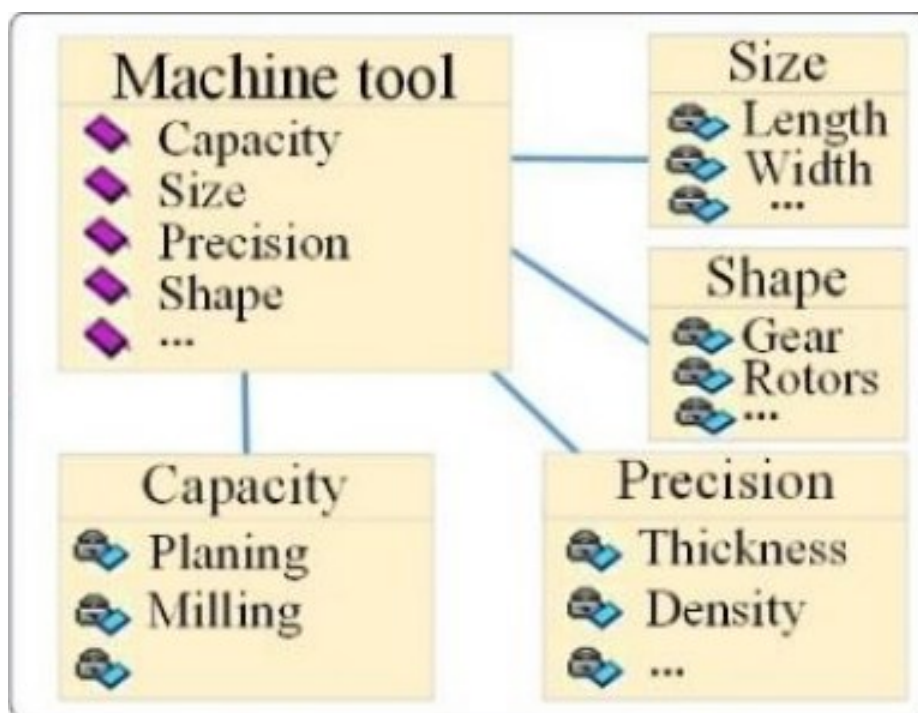 Machine tool
Capacity
Size
Precision
Shape
...
Size
Length
Width
...
Shape
Gear
Rotors
...
Capacity
Planing
Milling
Precision
Thickness
Density
...